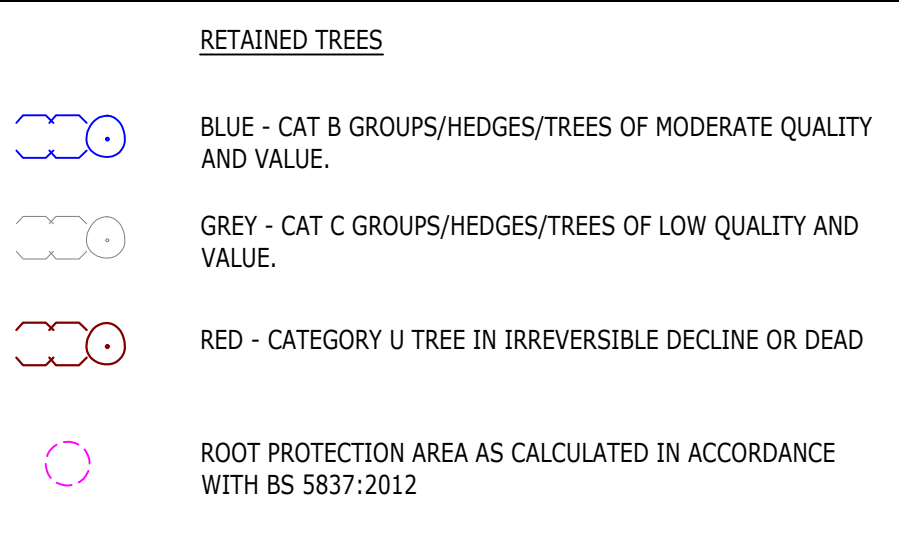 RETAINED TREES
BLUE - CAT B GROUPS/HEDGES/TREES OF MODERATE QUALITY
AND VALUE.
GREY - CAT C GROUPS/HEDGES/TREES OF LOW QUALITY AND
VALUE.
RED - CATEGORY U TREE IN IRREVERSIBLE DECLINE OR DEAD
ROOT PROTECTION AREA AS CALCULATED IN ACCORDANCE
WITH BS 5837:2012